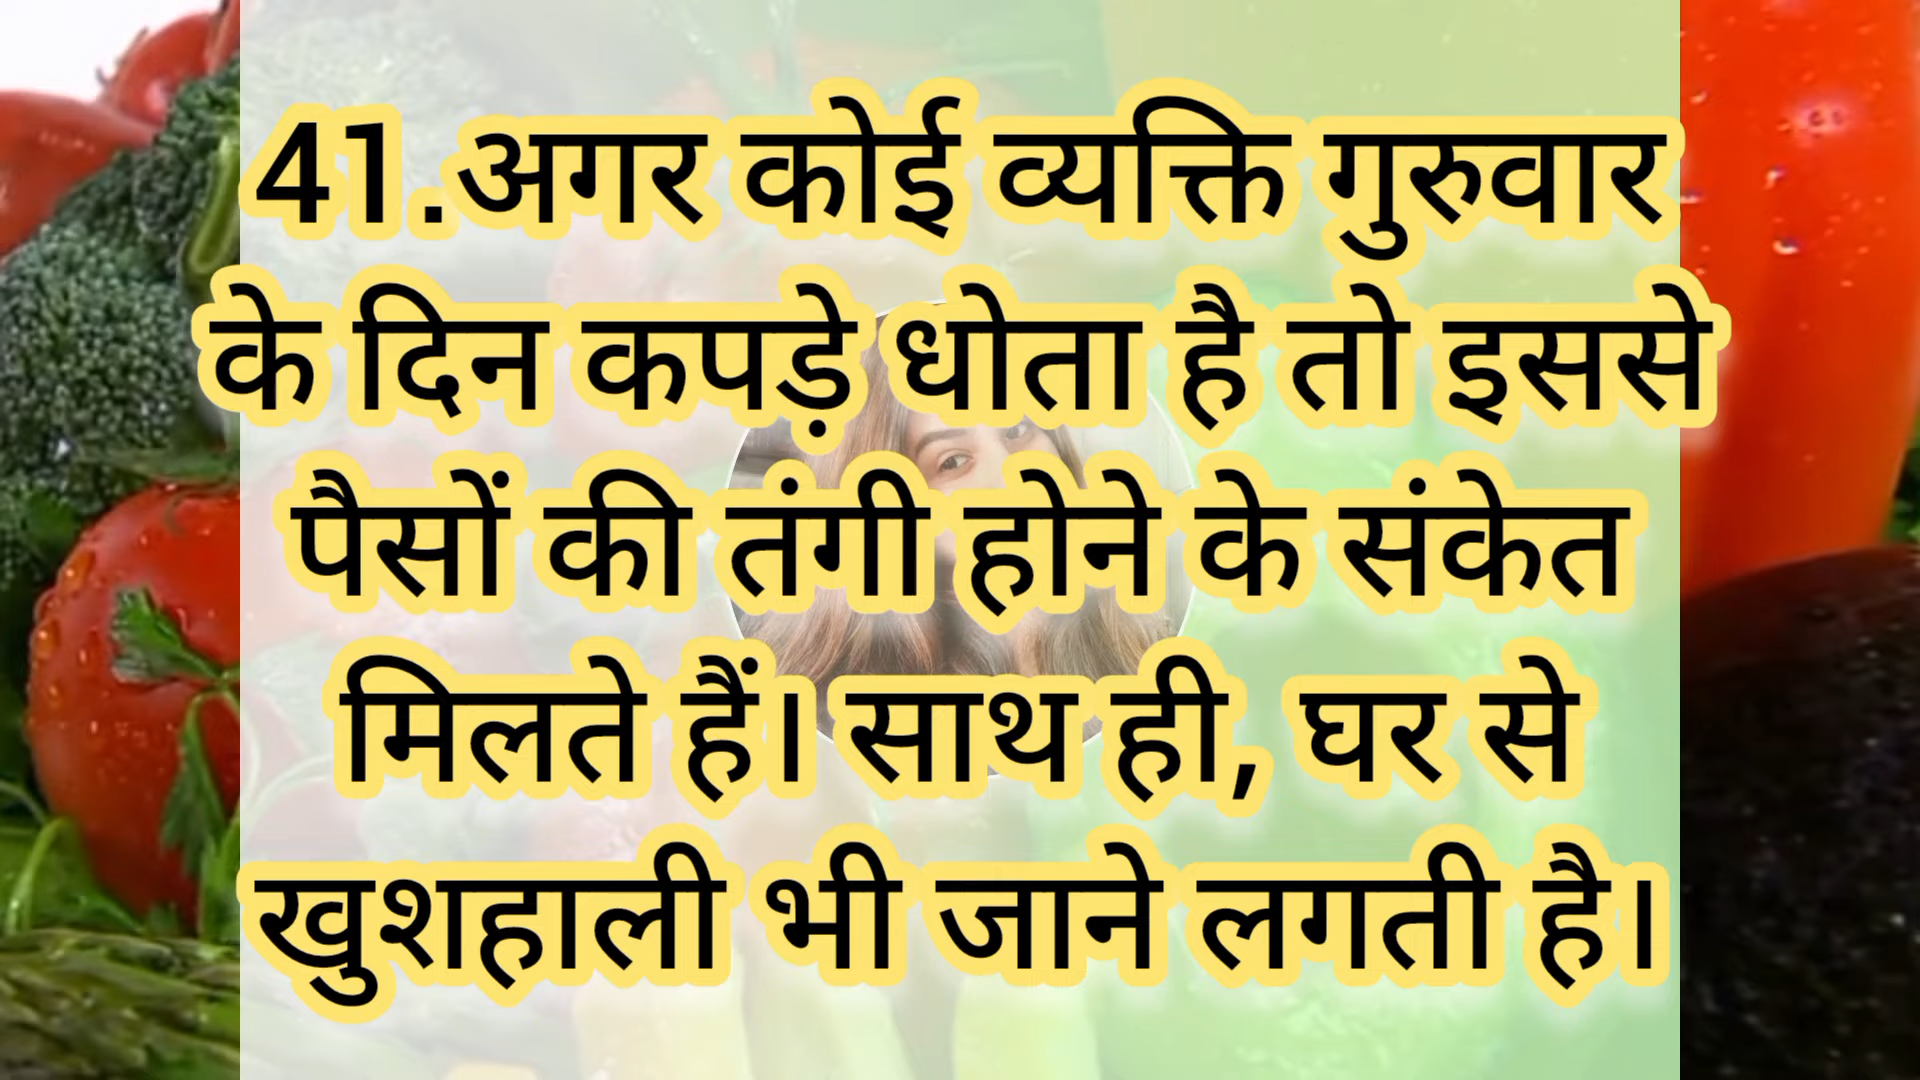 41.अगर कोई व्यक्ति गुरुवार
के दिन कपड़े धोता है तो इससे
पैसों की तंगी होने के संकेत
मिलते हैं। साथ ही, घर से
खुशहाली भी जाने लगती है।